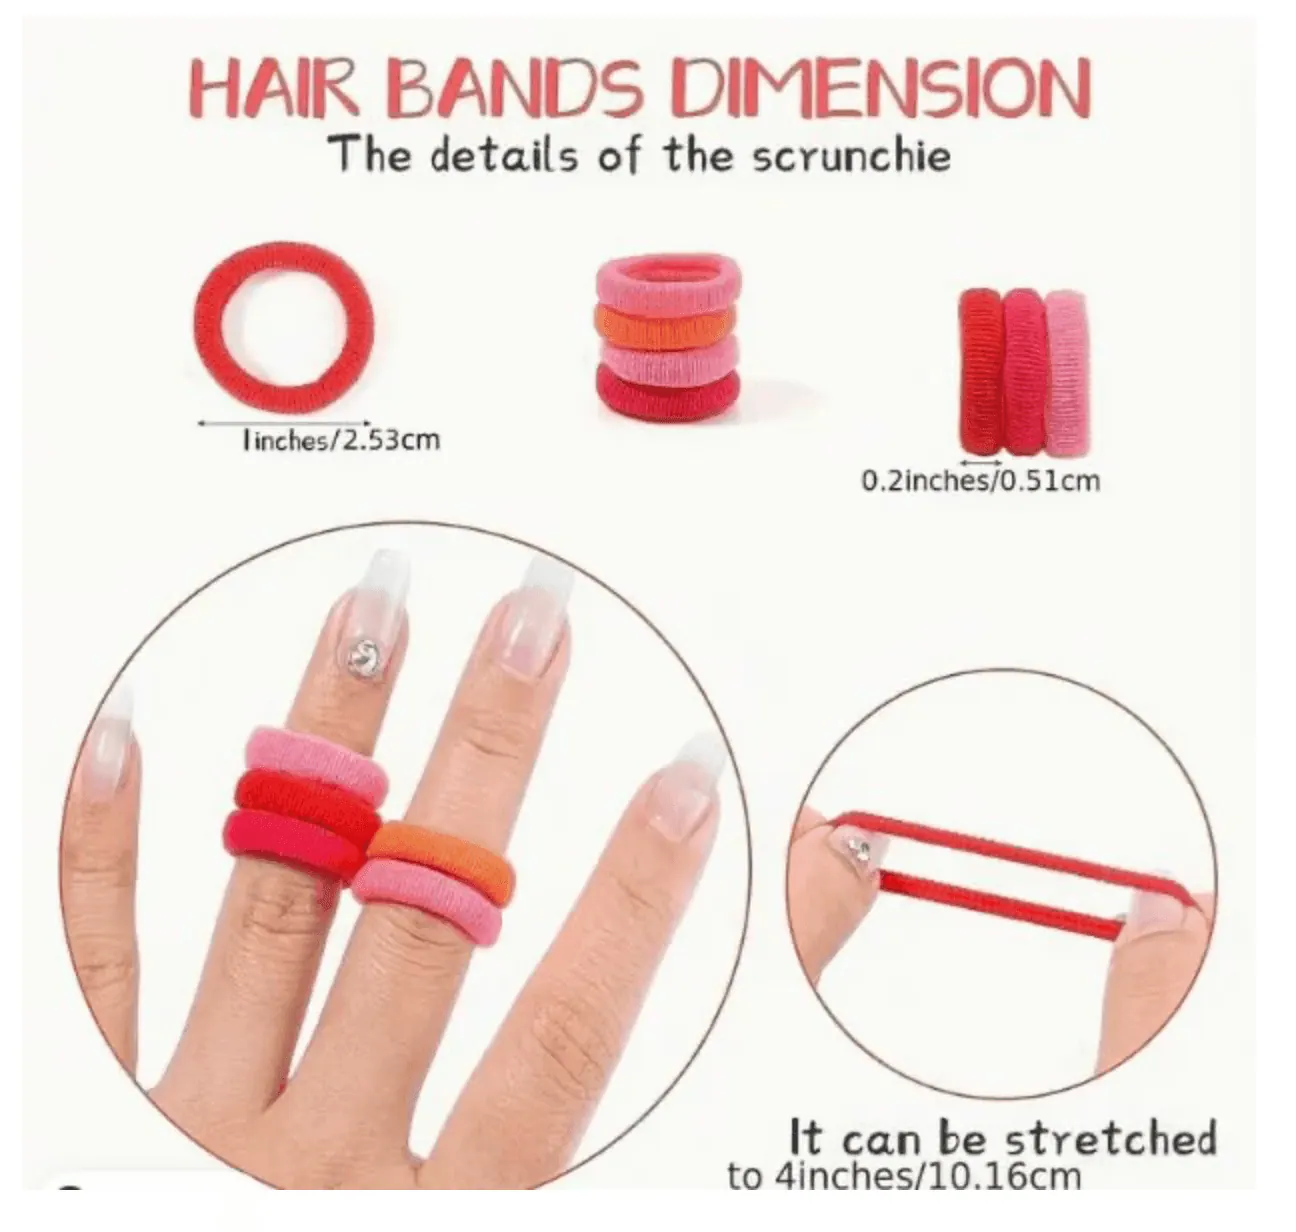 HAIR BANDS DIMENSION
The details of the scrunchie
1inches/2.53cm
0.2inches/0.51cm
It can be stretched
to 4inches/10.16cm